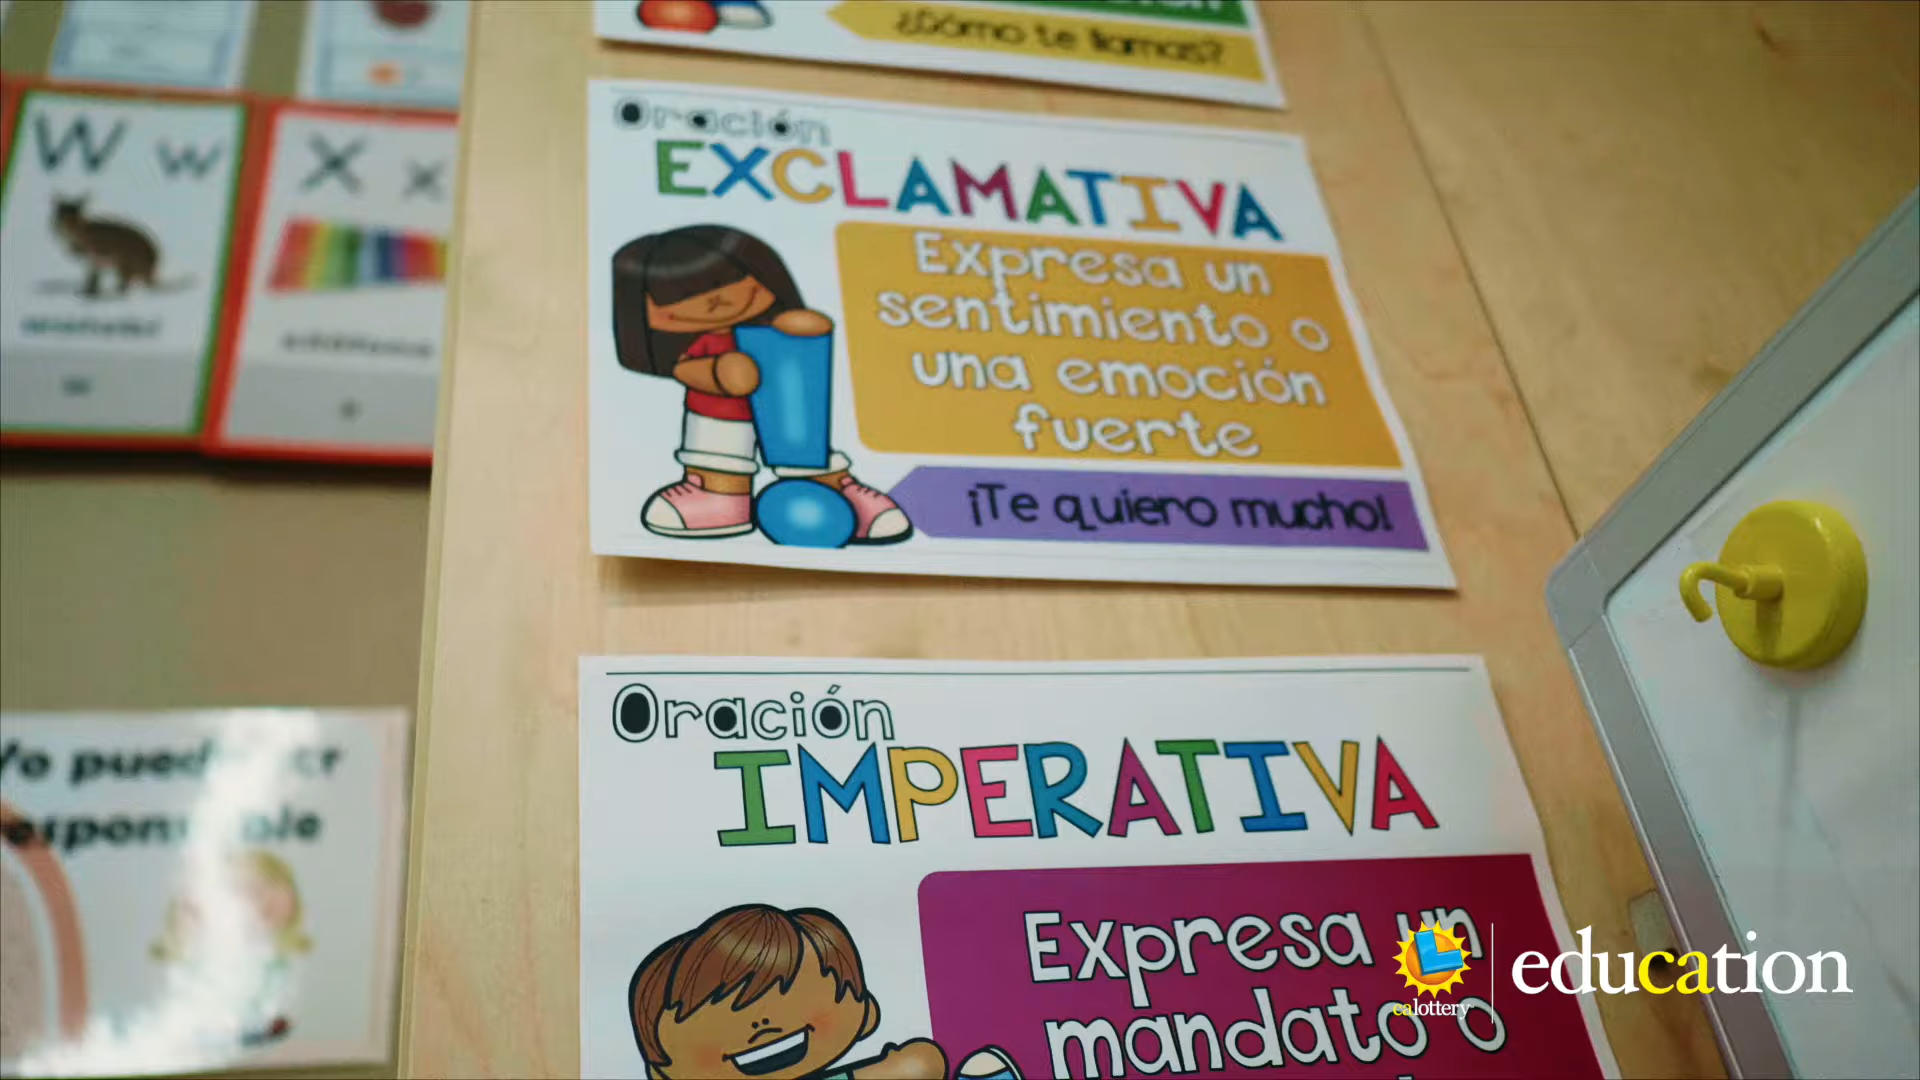 ¿Cómo te llamas?
Oración
EXCLAMATIVA
Expresa un
sentimiento o
una emoción
fuerte
¡Te quiero mucho!
Oración
IMPERATIVA
Expresa un
mandato o
W w
X x
Yo
calottery
education